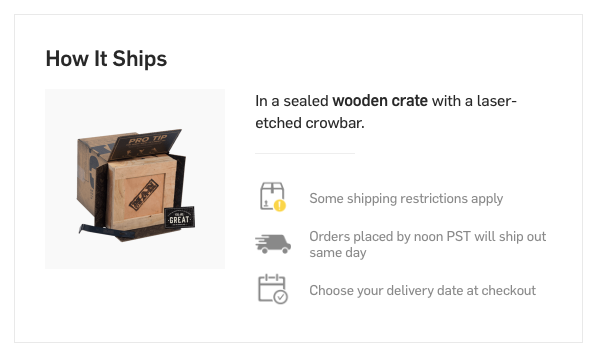 How It Ships
PRO TIP
GREAT
In a sealed wooden crate with a laser-
etched crowbar.
Some shipping restrictions apply
Orders placed by noon PST will ship out
same day
Choose your delivery date at checkout